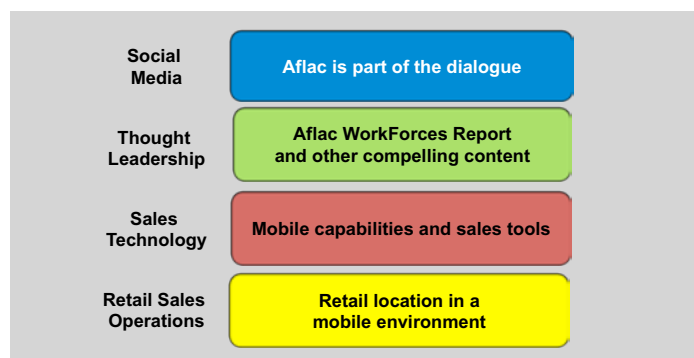 Social
Media
Aflac is part of the dialogue
Thought
Leadership
Aflac WorkForces Report
and other compelling content
Sales
Technology
Mobile capabilities and sales tools
Retail Sales
Operations
Retail location in a
mobile environment